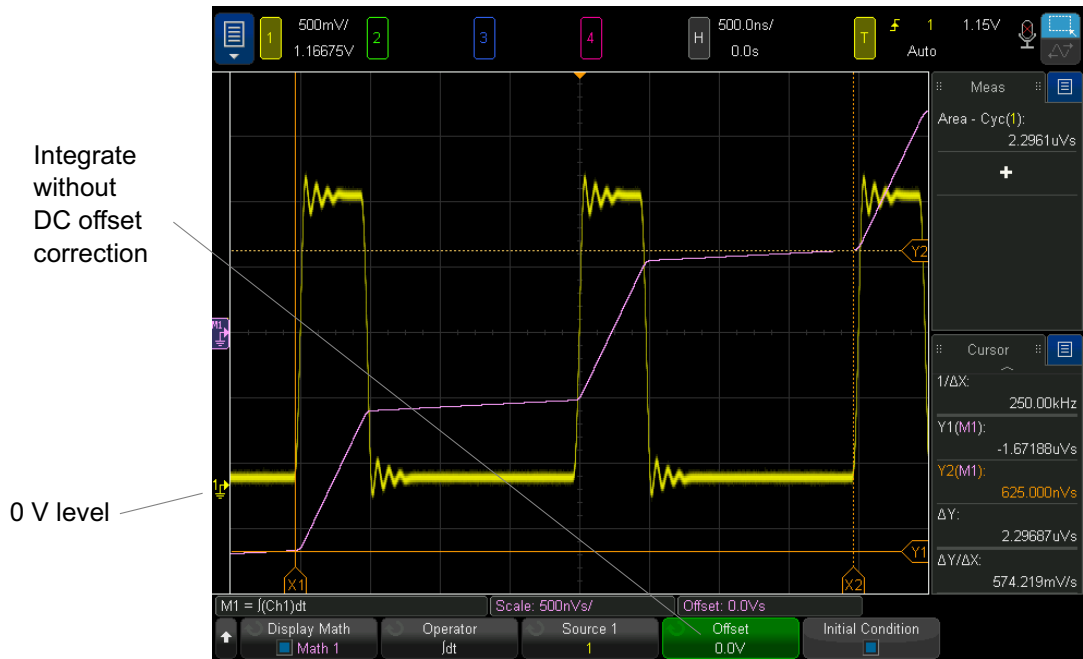 500mV/
1
1.16675V
2
3
4
H
500.0ns/
0.0s
T
1
1.15V
Auto
Integrate
without
DC offset
correction
0 V level
Meas
Area - Cyc(1):
2.2961uVs
+
Y2
M1
Cursor
1/ΔX:
250.00kHz
Y1(M1):
-1.67188uVs
Y2(M1):
625.000nVs
ΔY:
2.29687uVs
ΔY/ΔX:
574.219mV/s
1
Y1
X1
X2
M1 = ∫(Ch1)dt
Scale: 500nVs/
Offset: 0.0Vs
Display Math
Math 1
Operator
∫dt
Source 1
1
Offset
0.0V
Initial Condition